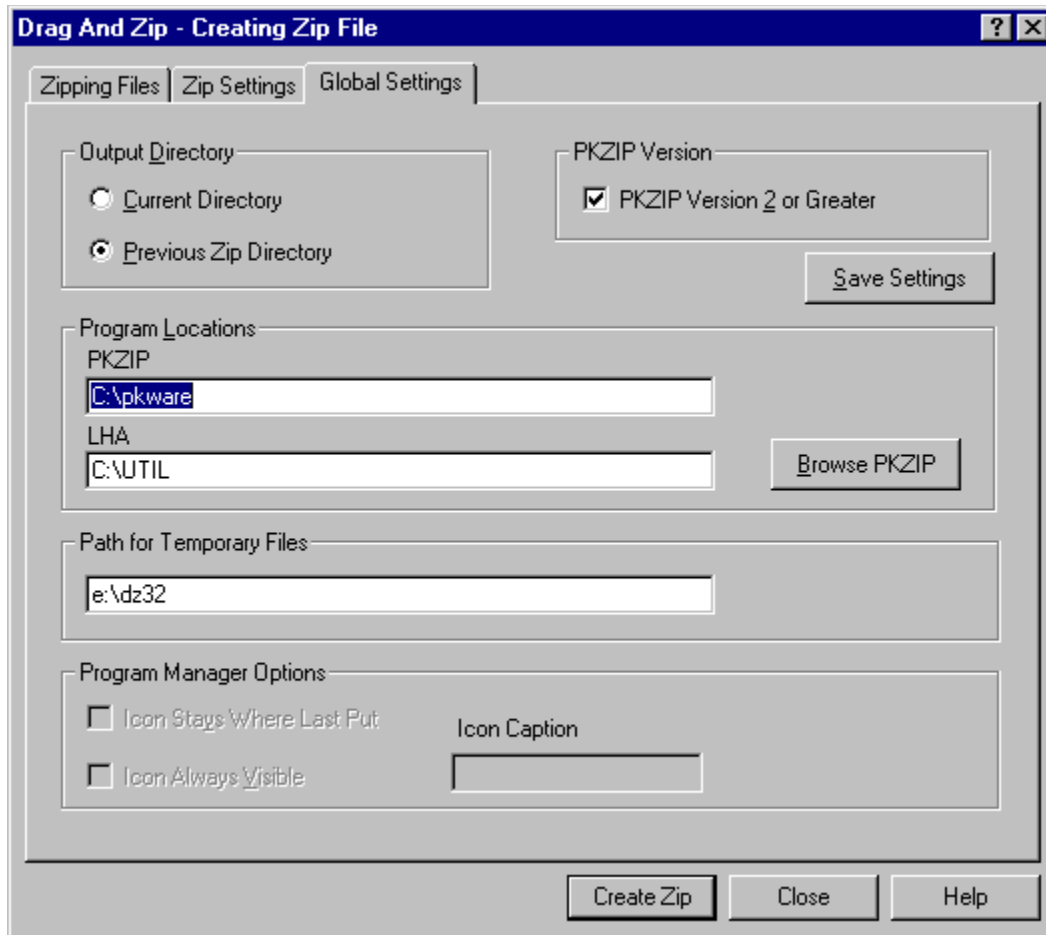 Drag And Zip - Creating Zip File
Zipping Files Zip Settings Global Settings
Output Directory
Current Directory
Previous Zip Directory
PKZIP Version
PKZIP Version 2 or Greater
Save Settings
Program Locations
PKZIP
C:\pkware
LHA
C:\UTIL
Browse PKZIP
Path for Temporary Files
e:\dz32
Program Manager Options
Icon Stays Where Last Put
Icon Always Visible
Icon Caption
Create Zip Close Help